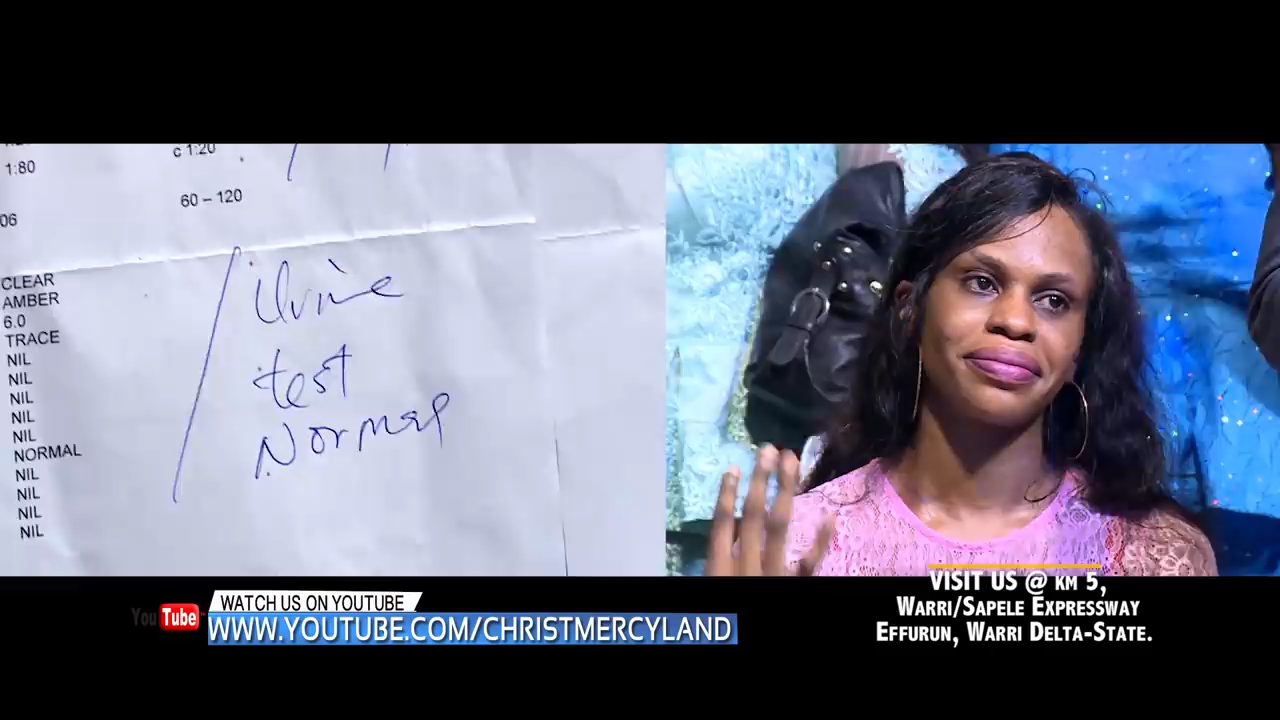 1:80
c 1:20
60 – 120
06
CLEAR
AMBER
6.0
TRACE
NIL
NIL
NIL
NIL
NIL
NORMAL
NIL
NIL
NIL
NIL
Urine
test
Normal
VISIT US @ KM 5,
WARRI/SAPELE EXPRESSWAY
EFFURUN, WARRI DELTA-STATE.
YouTube
WATCH US ON YOUTUBE
WWW.YOUTUBE.COM/CHRISTMERCYLAND